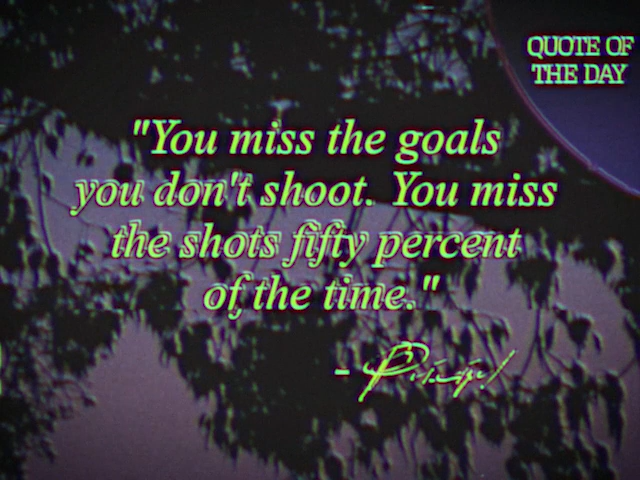 QUOTE OF
THE DAY
"You miss the goals
you don't shoot. You miss
the shots fifty percent
of the time."
-